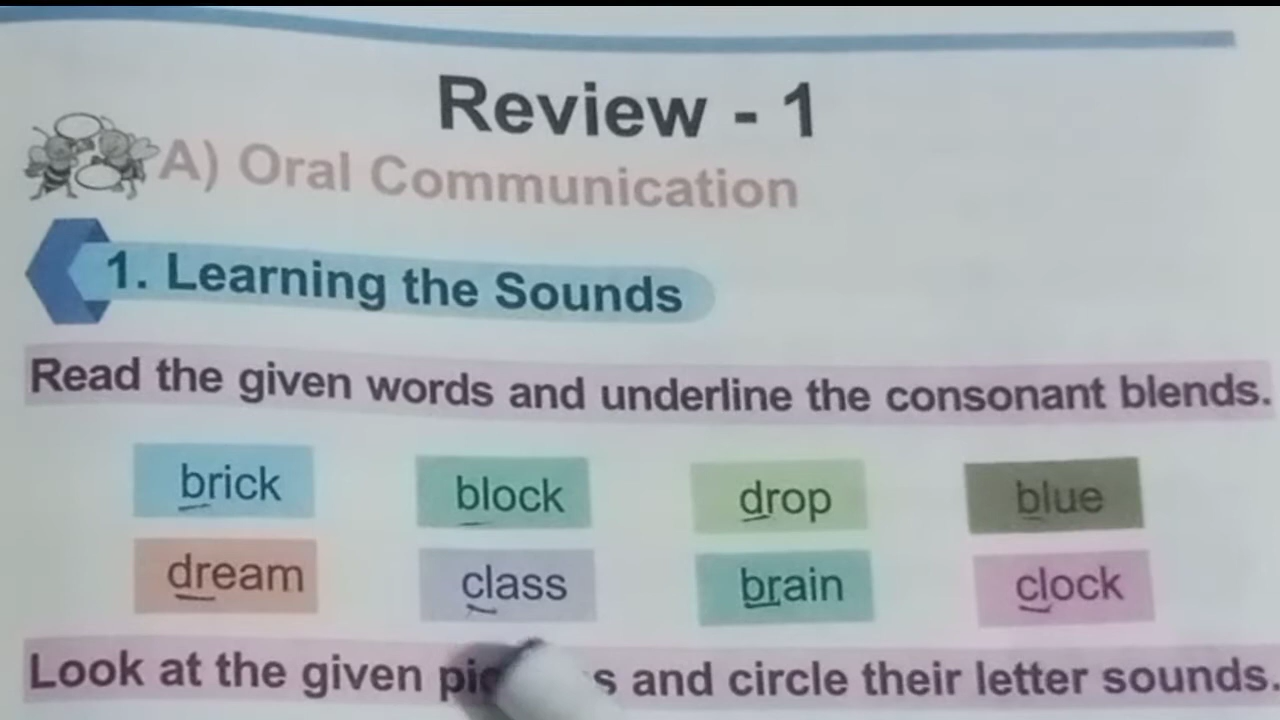 Review - 1
A) Oral Communication
1. Learning the Sounds
Read the given words and underline the consonant blends.
brick block drop blue
dream class brain clock
Look at the given and circle their letter sounds.